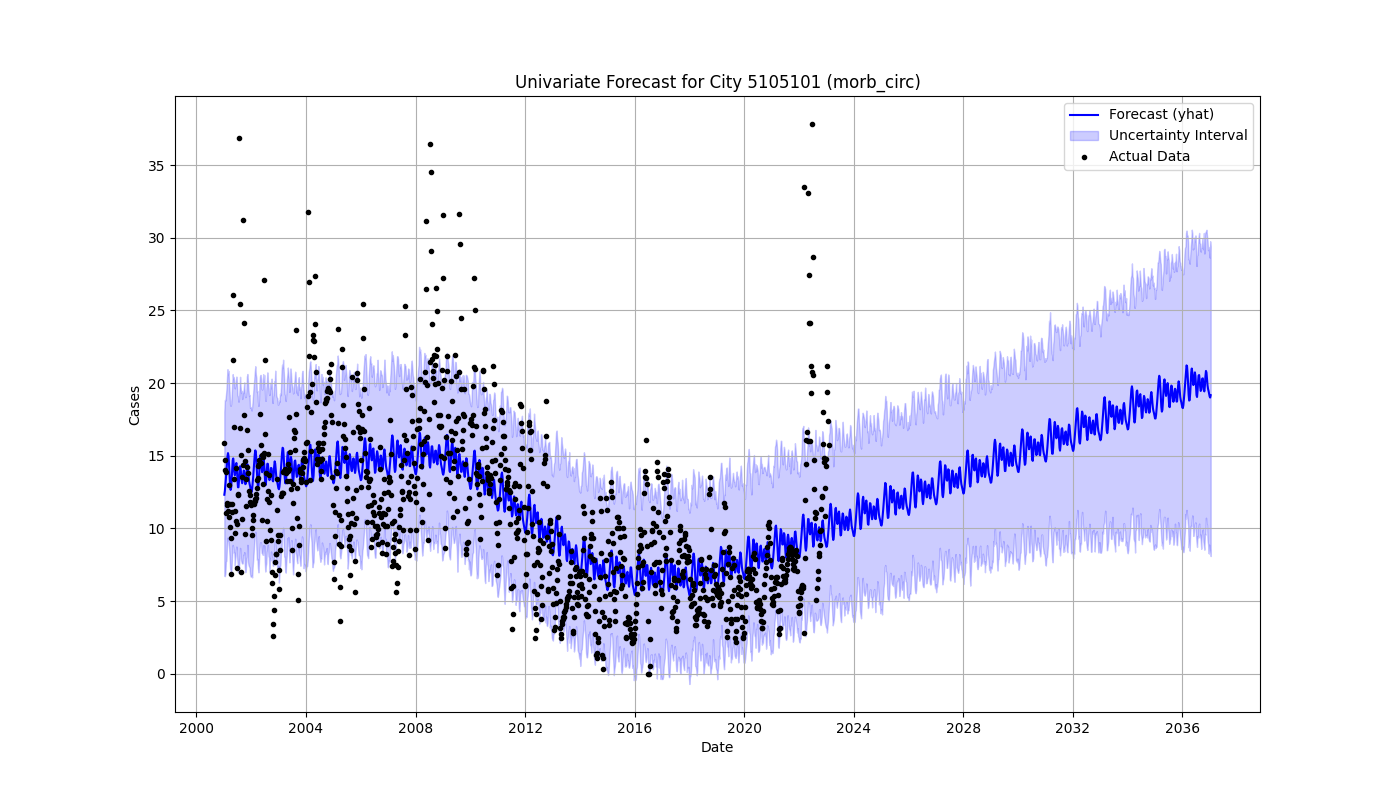 Univariate Forecast for City 5105101 (morb_circ)
Forecast (yhat)
Uncertainty Interval
Actual Data
Cases
35
30
25
20
15
10
5
0
2000 2004 2008 2012 2016 2020 2024 2028 2032 2036
Date